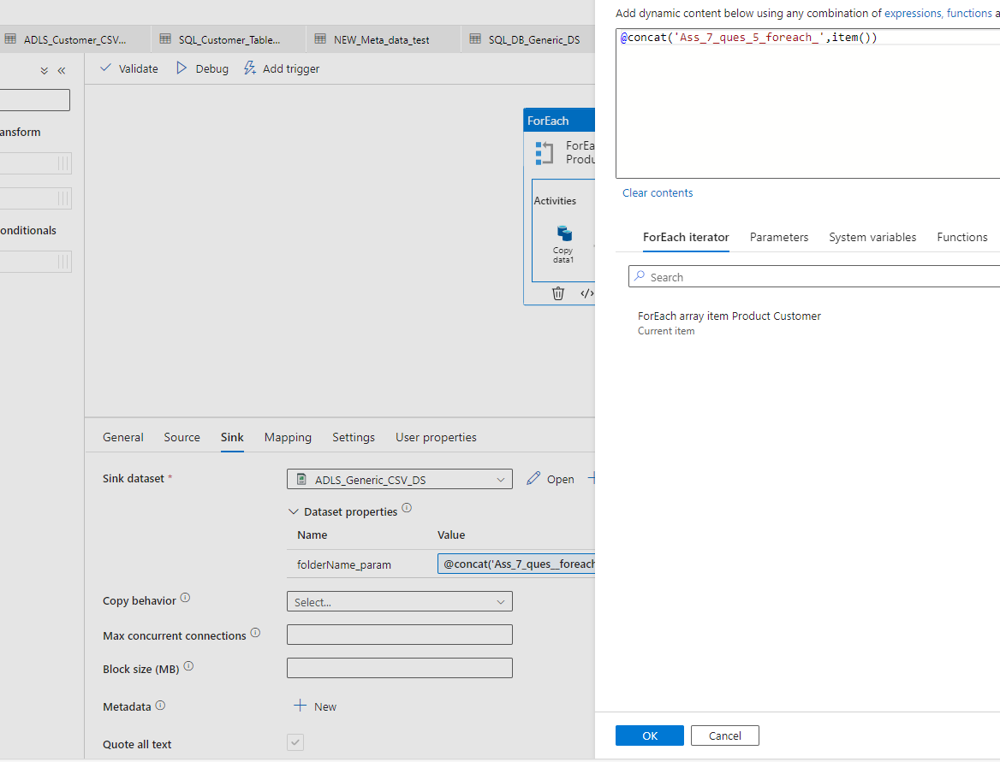 Add dynamic content below using any combination of expressions, functions a
@concat('Ass_7_ques_5_foreach_',item())
ADLS_Customer_CSV...
SQL_Customer_Table...
NEW_Meta_data_test
SQL_DB_Generic_DS
Validate
Debug
Add trigger
ansform
onditionals
ForEach
ForEa
Produ
Activities
Copy
data1
Clear contents
ForEach iterator
Parameters
System variables
Functions
Search
ForEach array item Product Customer
Current item
General
Source
Sink
Mapping
Settings
User properties
Sink dataset *
ADLS_Generic_CSV_DS
Open
Dataset properties
Name
Value
folderName_param
@concat('Ass_7_ques__foreach
Copy behavior
Select...
Max concurrent connections
Block size (MB)
Metadata
New
Quote all text
OK
Cancel